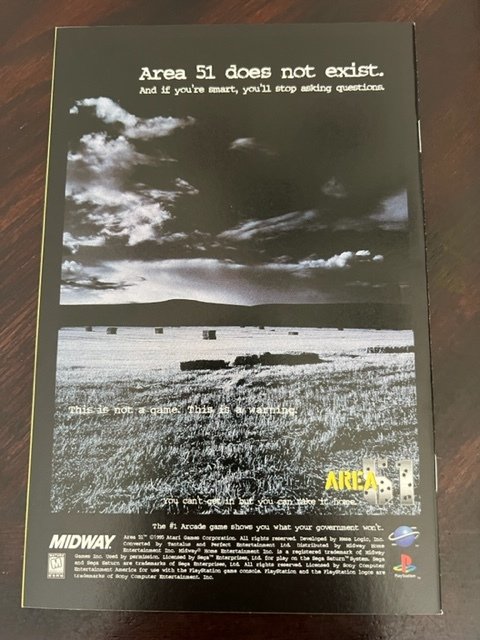 Area 51 does not exist.
And if you're smart, you'll stop asking questions.
This is not a game. This is a warning.
AREA 51
You can't get in but you can take it home.
The #1 Arcade game shows you what your government won't.
MIDWAY
Area 51™ ©1995 Atari Games Corporation. All rights reserved. Developed by Mesa Logic, Inc.
Converted by Tantalus and Perfect Entertainment Ltd. Distributed by Midway Home
Entertainment Inc. Midway® Home Entertainment Inc. is a registered trademark of Midway
Games Inc. Used by permission. Licensed by Sega™ Enterprises, Ltd. for play on the Sega Saturn™ System. Sega
and Sega Saturn are trademarks of Sega Enterprises, Ltd. All rights reserved. Licensed by Sony Computer
Entertainment America for use with the PlayStation game console. PlayStation and the PlayStation logos are
trademarks of Sony Computer Entertainment, Inc.
PlayStation